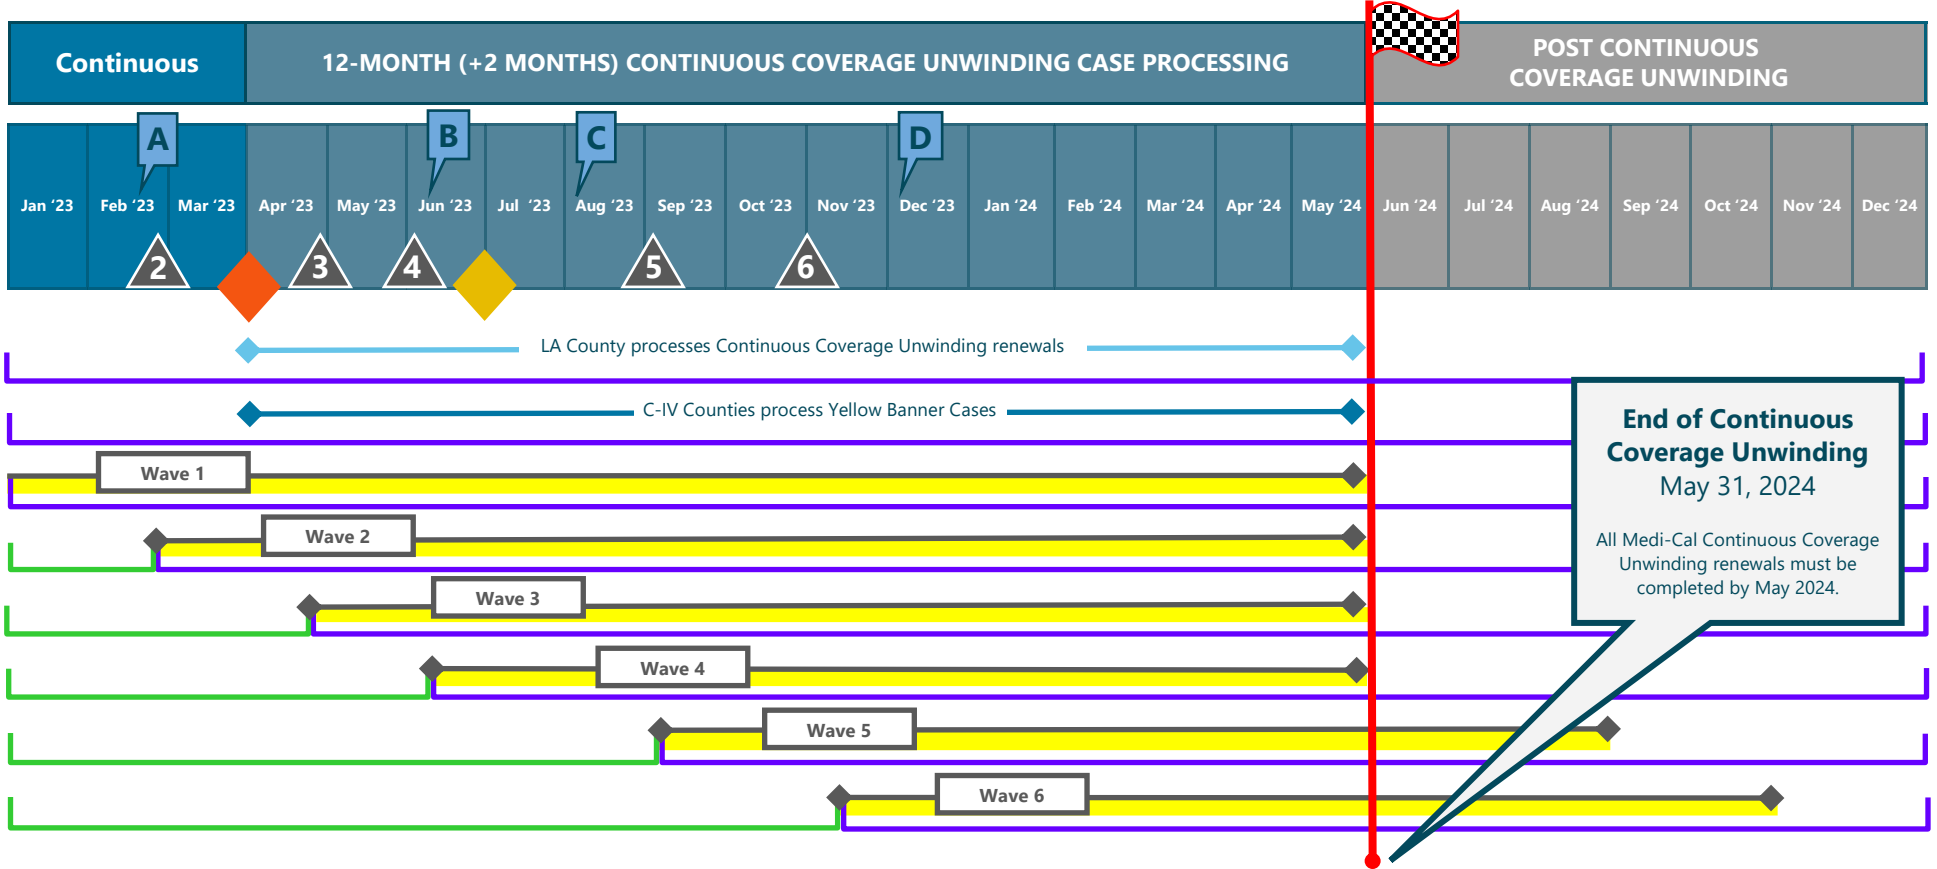 Continuous
12-MONTH (+2 MONTHS) CONTINUOUS COVERAGE UNWINDING CASE PROCESSING
POST CONTINUOUS
COVERAGE UNWINDING
A
B
C
D
Jan ‘23
Feb ‘23
Mar ‘23
Apr ‘23
May ‘23
Jun ‘23
Jul ‘23
Aug ‘23
Sep ‘23
Oct ‘23
Nov ‘23
Dec ‘23
Jan ‘24
Feb ‘24
Mar ‘24
Apr ‘24
May ‘24
Jun ‘24
Jul ‘24
Aug ‘24
Sep ‘24
Oct ‘24
Nov ‘24
Dec ‘24
2
3
4
5
6
LA County processes Continuous Coverage Unwinding renewals
C-IV Counties process Yellow Banner Cases
Wave 1
Wave 2
Wave 3
Wave 4
Wave 5
Wave 6
End of Continuous
Coverage Unwinding
May 31, 2024
All Medi-Cal Continuous Coverage
Unwinding renewals must be
completed by May 2024.